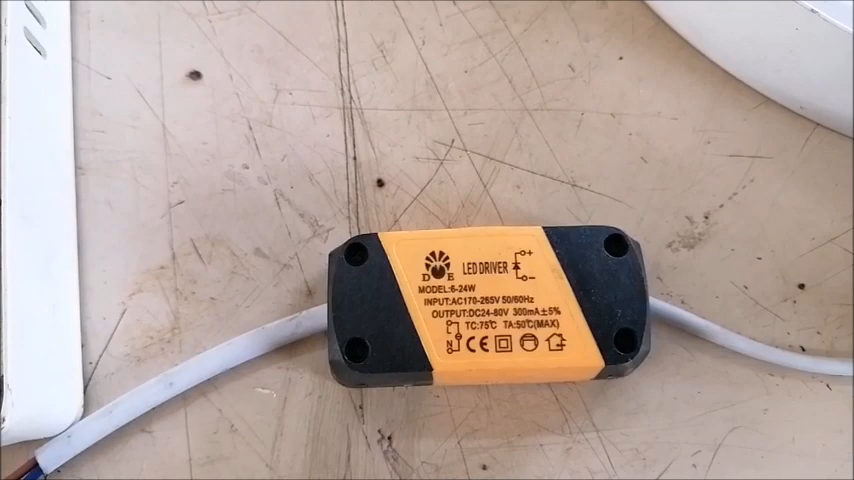 D E
LED DRIVER
MODEL:6-24W
INPUT:AC170-265V 50/60Hz
OUTPUT:DC24-80V 300mA±5%
TC:75℃ TA:50℃(MAX)
N
CE